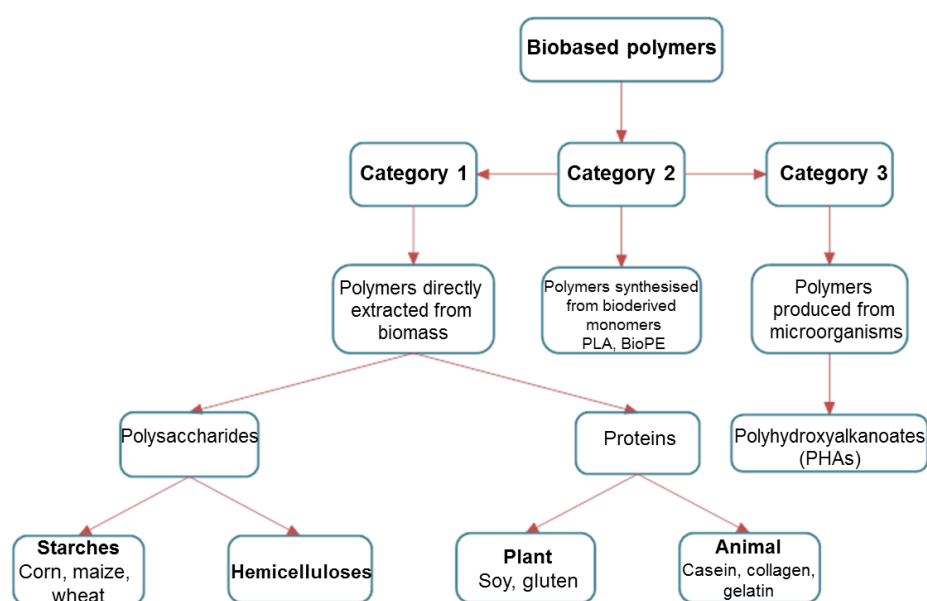 Biobased polymers
Category 1
Category 2
Category 3
Polymers directly
extracted from
biomass
Polymers synthesised
from bioderived
monomers
PLA, BioPE
Polymers
produced from
microorganisms
Polysaccharides
Proteins
Polyhydroxyalkanoates
(PHAs)
Starches
Corn, maize,
wheat
Hemicelluloses
Plant
Soy, gluten
Animal
Casein, collagen,
gelatin